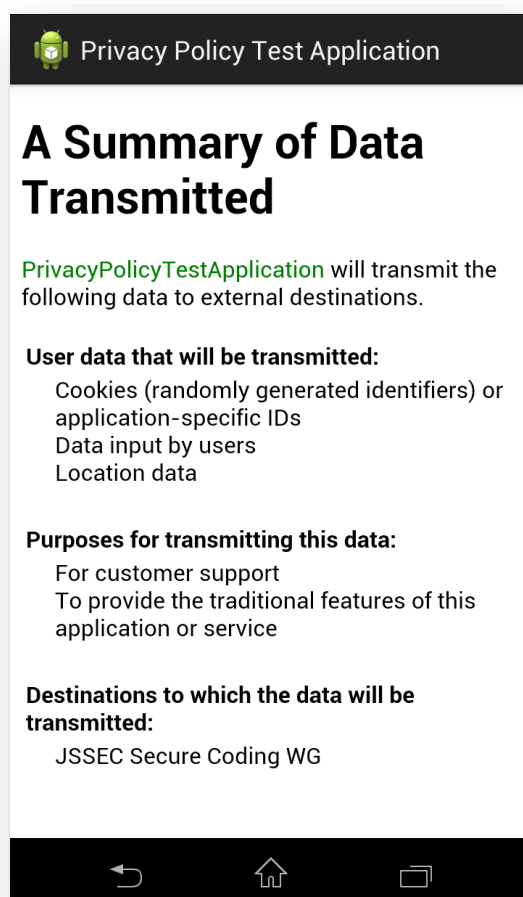 Privacy Policy Test Application
A Summary of Data
Transmitted
PrivacyPolicyTestApplication will transmit the
following data to external destinations.
User data that will be transmitted:
Cookies (randomly generated identifiers) or
application-specific IDs
Data input by users
Location data
Purposes for transmitting this data:
For customer support
To provide the traditional features of this
application or service
Destinations to which the data will be
transmitted:
JSSEC Secure Coding WG